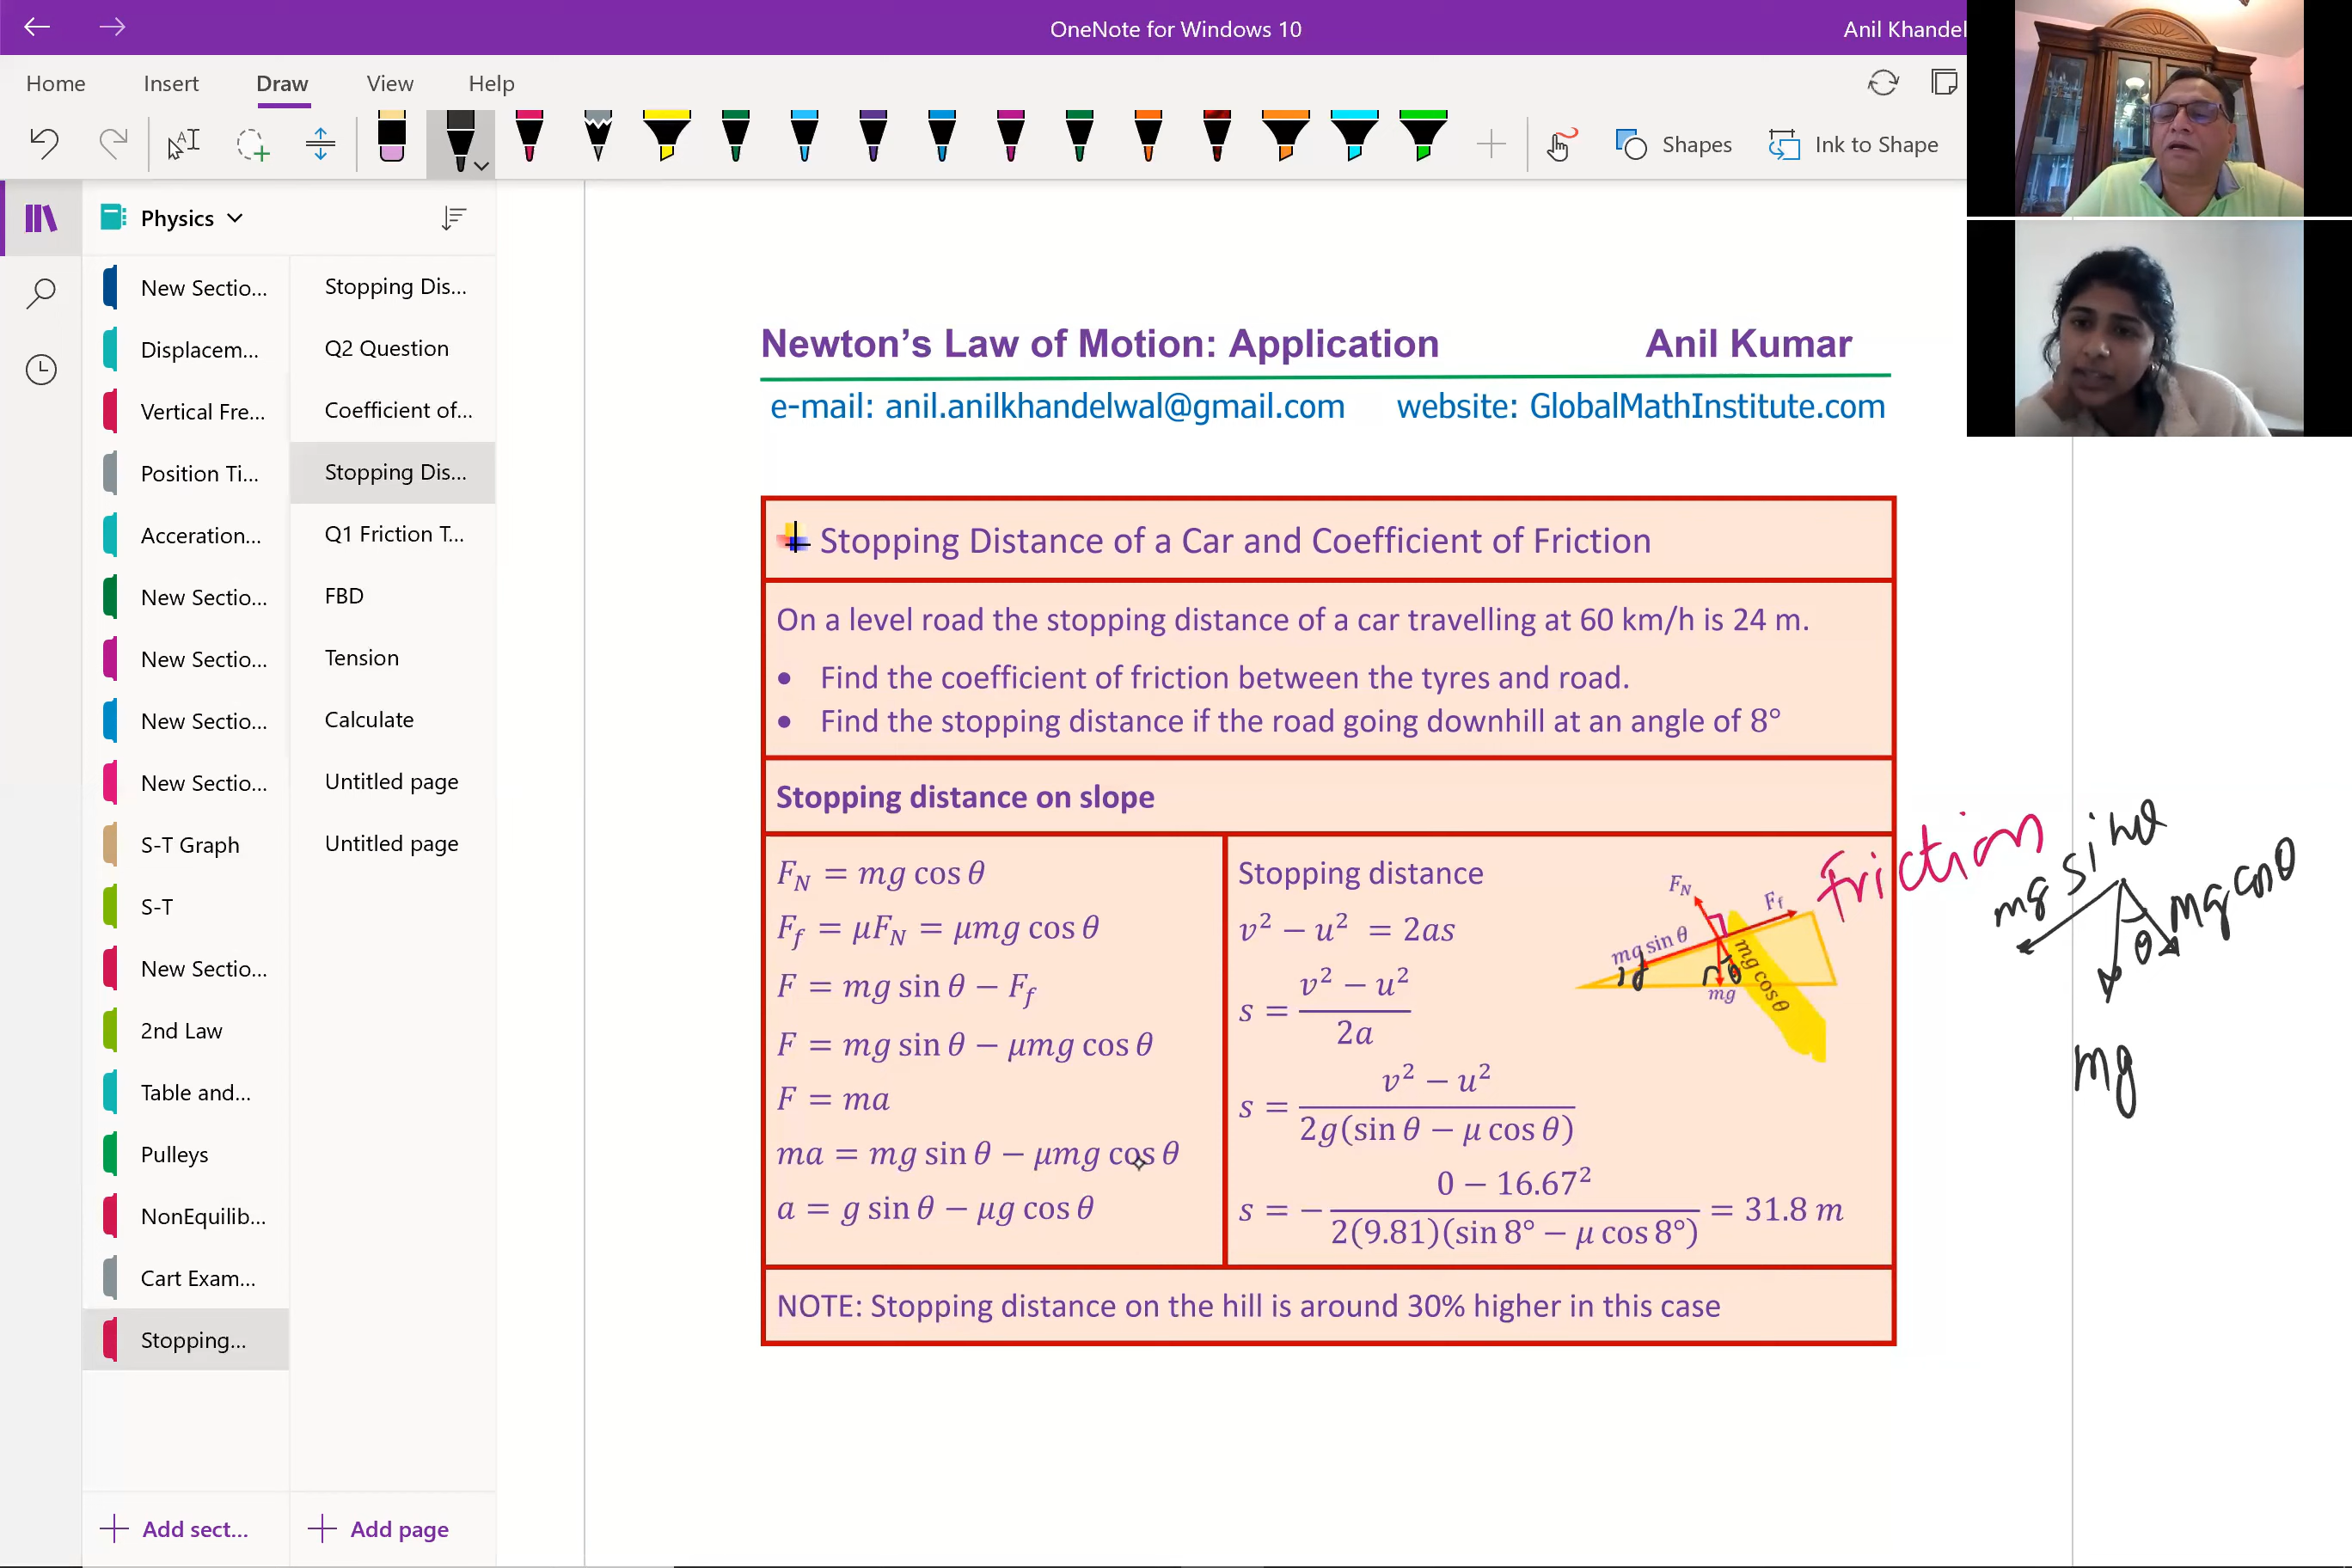 OneNote for Windows 10
Anil Khandel
Home Insert Draw View Help
Shapes Ink to Shape
Physics
New Sectio...
Displacem...
Vertical Fre...
Position Ti...
Acceration...
New Sectio...
New Sectio...
New Sectio...
New Sectio...
S-T Graph
S-T
New Sectio...
2nd Law
Table and...
Pulleys
NonEquilib...
Cart Exam...
Stopping...
Add sect...
Stopping Dis...
Q2 Question
Coefficient of...
Stopping Dis...
Q1 Friction T...
FBD
Tension
Calculate
Untitled page
Untitled page
Add page
Newton’s Law of Motion: Application Anil Kumar
e-mail: anil.anilkhandelwal@gmail.com website: GlobalMathInstitute.com
Stopping Distance of a Car and Coefficient of Friction
On a level road the stopping distance of a car travelling at 60 km/h is 24 m.
• Find the coefficient of friction between the tyres and road.
• Find the stopping distance if the road going downhill at an angle of 8°
Stopping distance on slope
F_N = mg cos θ
F_f = μF_N = μmg cos θ
F = mg sin θ − F_f
F = mg sin θ − μmg cos θ
F = ma
ma = mg sin θ − μmg cos θ
a = g sin θ − μg cos θ
Stopping distance
v² − u² = 2as
s = (v² − u²) / 2a
s = (v² − u²) / 2g(sin θ − μ cos θ)
s = − (0 − 16.67²) / 2(9.81)(sin 8° − μ cos 8°) = 31.8 m
F_N
F_f
mg sin θ
mg cos θ
mg
Friction
mg sinθ
mg cosθ
θ
mg
NOTE: Stopping distance on the hill is around 30% higher in this case